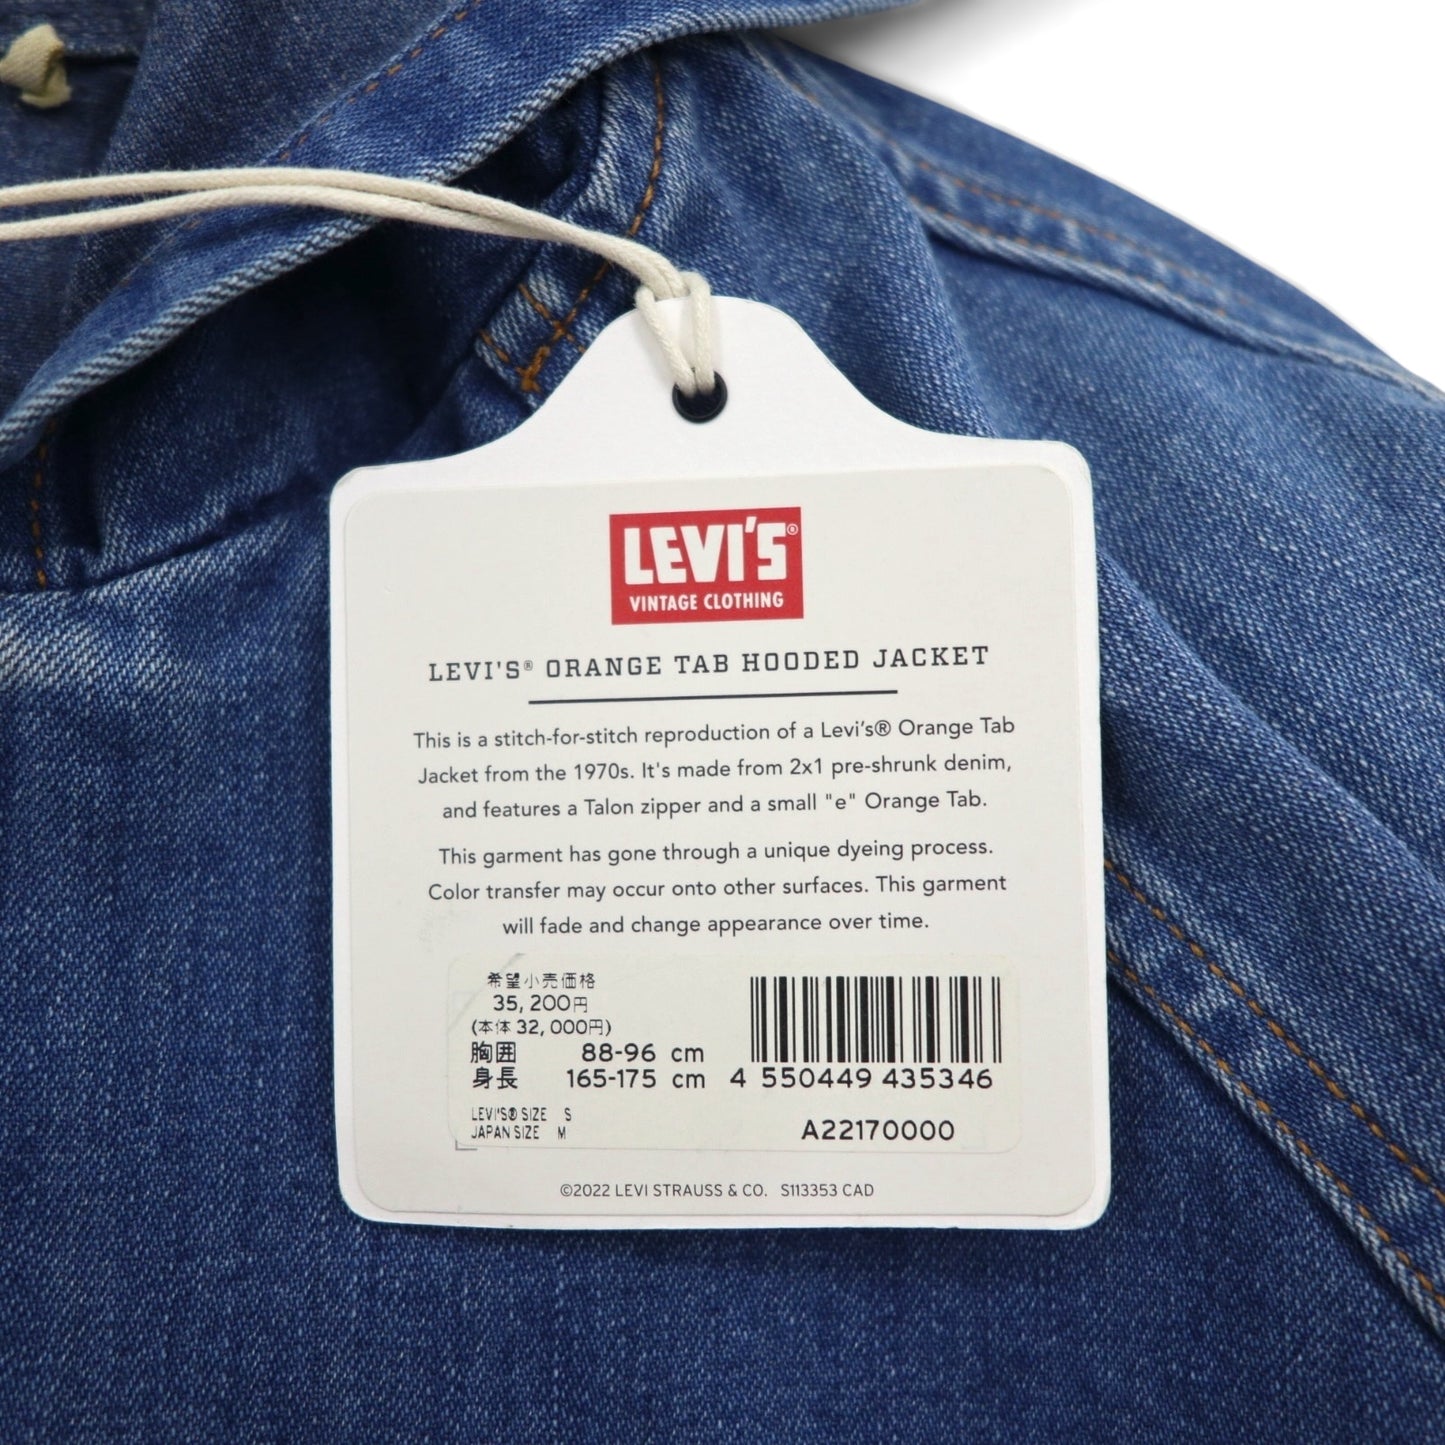 LEVI'S®
VINTAGE CLOTHING
LEVI'S® ORANGE TAB HOODED JACKET
This is a stitch-for-stitch reproduction of a Levi's® Orange Tab
Jacket from the 1970s. It's made from 2x1 pre-shrunk denim,
and features a Talon zipper and a small "e" Orange Tab.
This garment has gone through a unique dyeing process.
Color transfer may occur onto other surfaces. This garment
will fade and change appearance over time.
希望小売価格
35,200円
(本体 32,000円)
胸囲 88-96 cm
身長 165-175 cm
4 550449 435346
LEVI'S® SIZE S
JAPAN SIZE M
A22170000
©2022 LEVI STRAUSS & CO. S113353 CAD